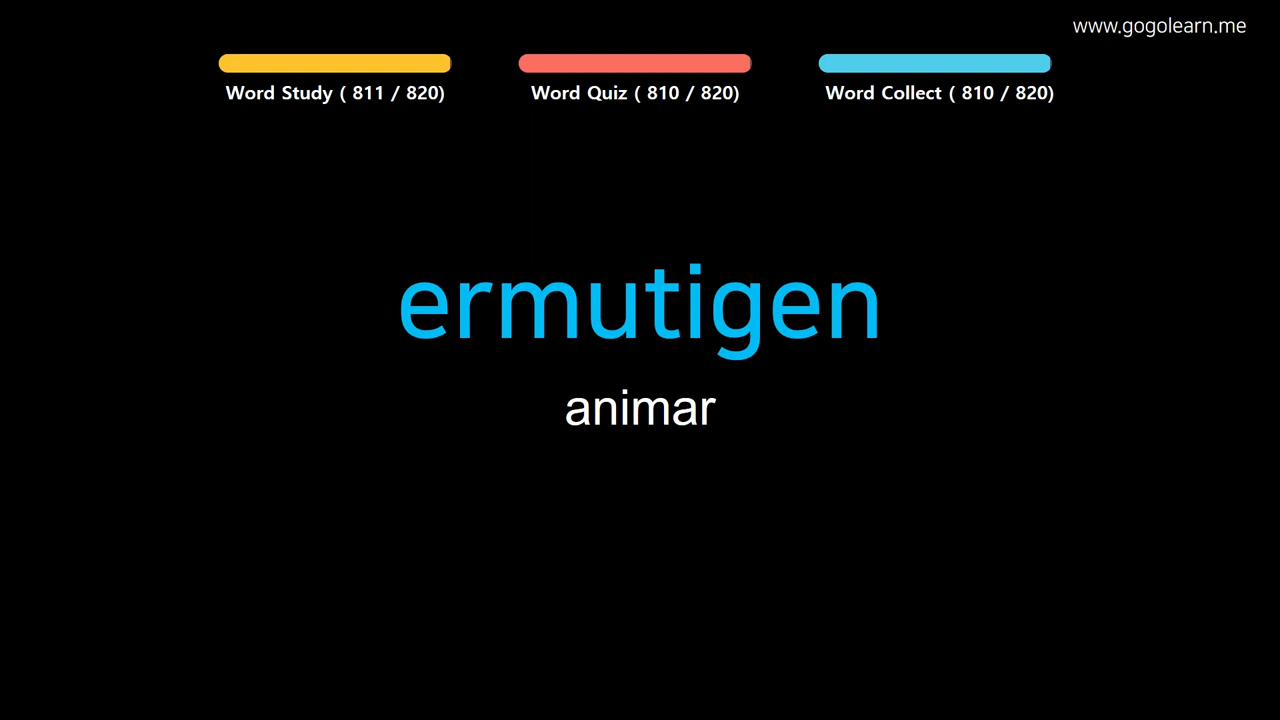 www.gogolearn.me
Word Study ( 811 / 820)
Word Quiz ( 810 / 820)
Word Collect ( 810 / 820)
ermutigen
animar